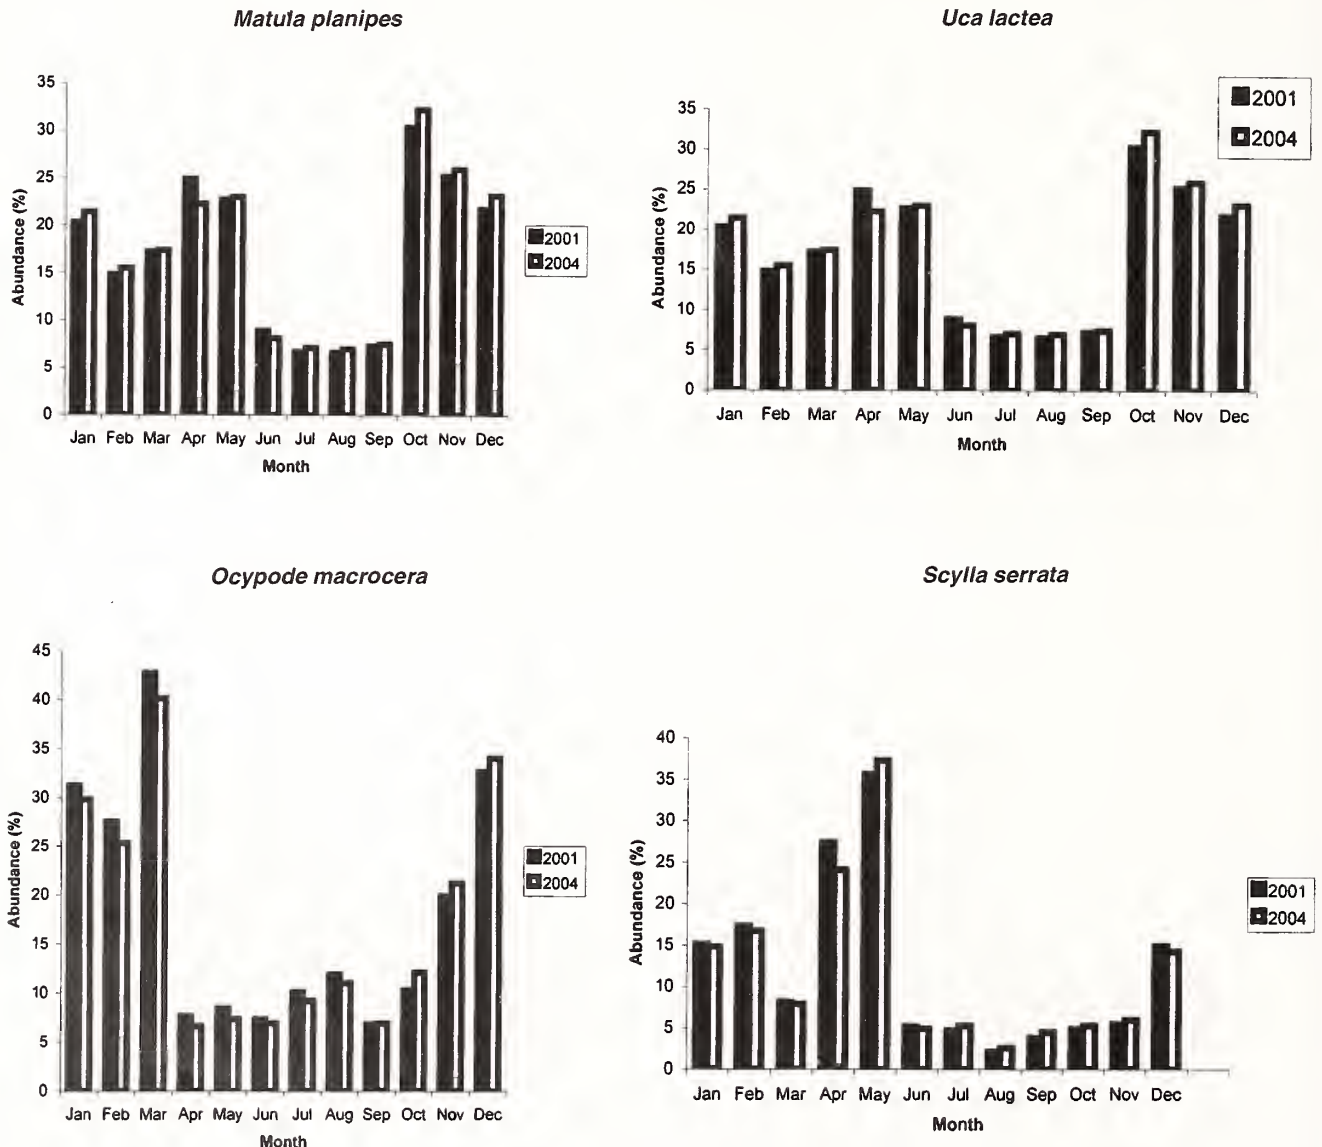 Matula planipes
Abundance (%)
35
30
25
20
15
10
5
0
Jan Feb Mar Apr May Jun Jul Aug Sep Oct Nov Dec
Month
2001
2004
Uca lactea
Abundance (%)
35
30
25
20
15
10
5
0
Jan Feb Mar Apr May Jun Jul Aug Sep Oct Nov Dec
Month
2001
2004
Ocypode macrocera
Abundance (%)
45
40
35
30
25
20
15
10
5
0
Jan Feb Mar Apr May Jun Jul Aug Sep Oct Nov Dec
Month
2001
2004
Scylla serrata
Abundance (%)
40
35
30
25
20
15
10
5
0
Jan Feb Mar Apr May Jun Jul Aug Sep Oct Nov Dec
Month
2001
2004